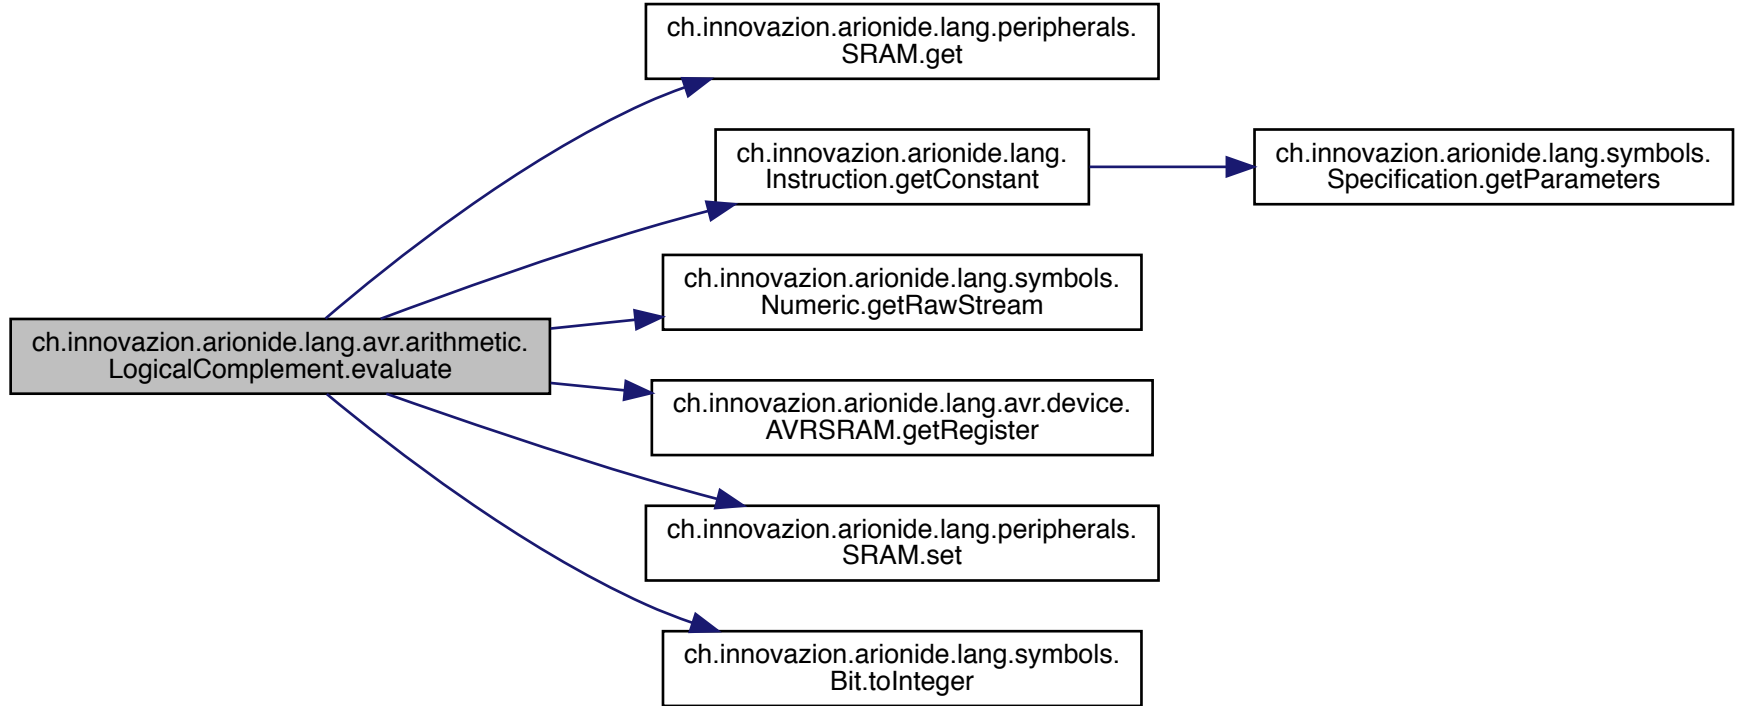 ch.innovazion.arionide.lang.peripherals.
SRAM.get
ch.innovazion.arionide.lang.
Instruction.getConstant
ch.innovazion.arionide.lang.symbols.
Specification.getParameters
ch.innovazion.arionide.lang.symbols.
Numeric.getRawStream
ch.innovazion.arionide.lang.avr.arithmetic.
LogicalComplement.evaluate
ch.innovazion.arionide.lang.avr.device.
AVRSRAM.getRegister
ch.innovazion.arionide.lang.peripherals.
SRAM.set
ch.innovazion.arionide.lang.symbols.
Bit.toInteger